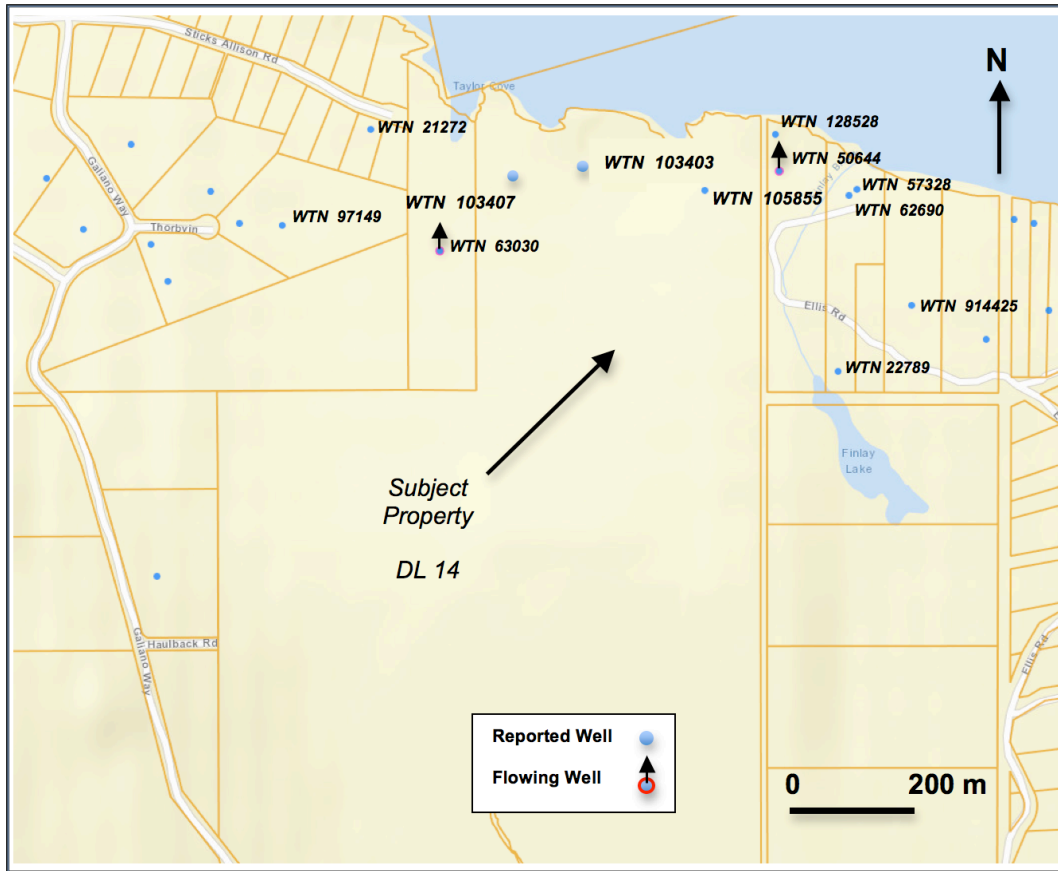 Sticks Allison Rd
Taylor Cove
N
WTN 21272
WTN 128528
WTN 103403
WTN 50644
Galiano Way
WTN 57328
WTN 103407
WTN 105855
WTN 62690
WTN 97149
Thorbvin
WTN 63030
Ellis Rd
WTN 914425
WTN 22789
Finlay
Lake
Subject
Property
DL 14
Haulback Rd
Galiano Way
Ellis Rd
Reported Well
Flowing Well
0 200 m